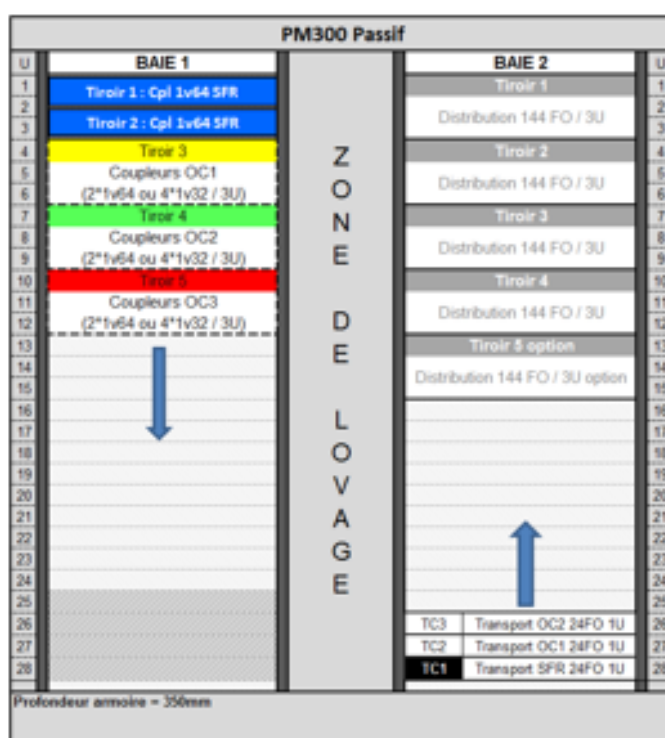 PM300 Passif
U BAIE 1 BAIE 2 U
1 Tiroir 1 : Cpl 1v64 SFR Tiroir 1 1
2 Distribution 144 FO / 3U 2
3 Tiroir 2 : Cpl 1v64 SFR 3
4 Tiroir 3 Tiroir 2 4
5 Coupleurs OC1 Distribution 144 FO / 3U 5
6 (2*1v64 ou 4*1v32 / 3U) 6
7 Tiroir 4 Tiroir 3 7
8 Coupleurs OC2 Distribution 144 FO / 3U 8
9 (2*1v64 ou 4*1v32 / 3U) 9
10 Tiroir 5 Tiroir 4 10
11 Coupleurs OC3 Distribution 144 FO / 3U 11
12 (2*1v64 ou 4*1v32 / 3U) 12
13 Tiroir 5 option 13
14 Distribution 144 FO / 3U option 14
15 15
16 16
17 17
18 18
19 19
20 20
21 21
22 22
23 23
24 24
25 25
26 TC3 Transport OC2 24FO 1U 26
27 TC2 Transport OC1 24FO 1U 27
28 TC1 Transport SFR 24FO 1U 28
ZONE DE LOVAGE
Profondeur armoire = 350mm